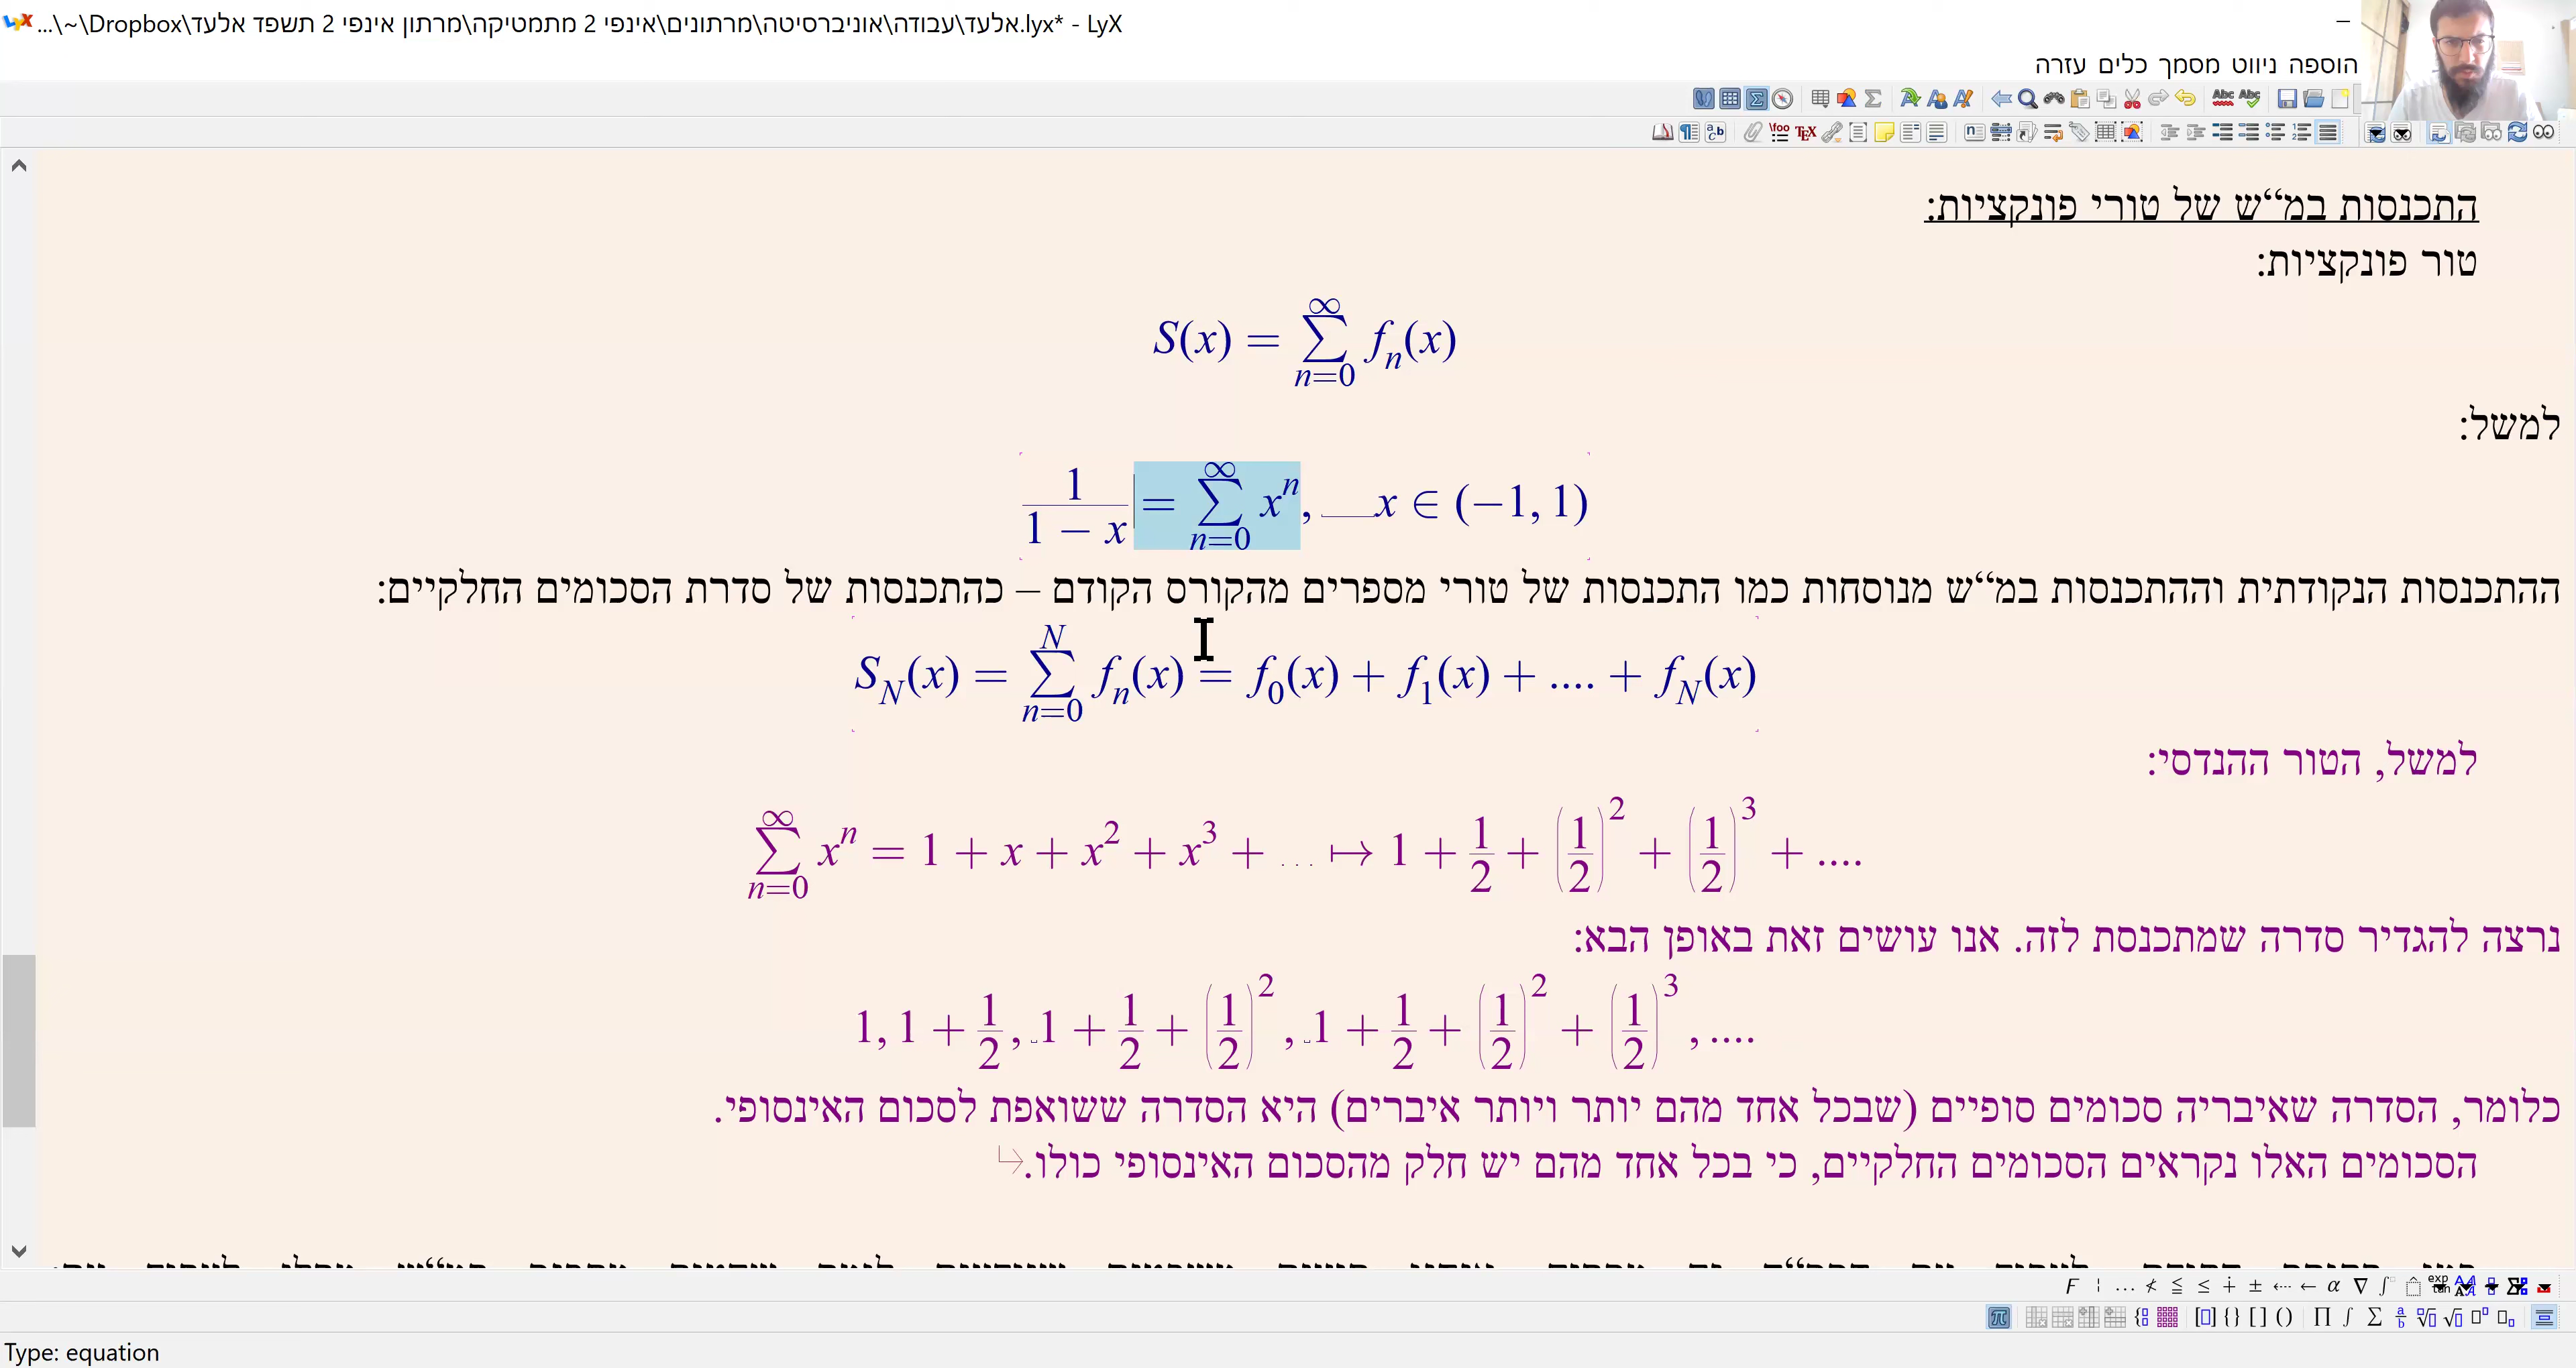 ...\~\Dropbox\אלעד\עבודה\אוניברסיטה\מרתונים\אינפי 2 מתמטיקה\מרתון אינפי 2 תשפד אלעד.lyx* - LyX
הוספה ניווט מסמך כלים עזרה
התכנסות במ“ש של טורי פונקציות:
טור פונקציות:
S(x) = ∑_{n=0}^{∞} f_n(x)
למשל:
1/(1 − x) = ∑_{n=0}^{∞} x^n, x ∈ (−1, 1)
ההתכנסות הנקודתית וההתכנסות במ“ש מנוסחות כמו התכנסות של טורי מספרים מהקורס הקודם – כהתכנסות של סדרת הסכומים החלקיים:
S_N(x) = ∑_{n=0}^{N} f_n(x) = f_0(x) + f_1(x) + .... + f_N(x)
למשל, הטור ההנדסי:
∑_{n=0}^{∞} x^n = 1 + x + x^2 + x^3 + ... ↦ 1 + 1/2 + (1/2)^2 + (1/2)^3 + ....
נרצה להגדיר סדרה שמתכנסת לזה. אנו עושים זאת באופן הבא:
1, 1 + 1/2, 1 + 1/2 + (1/2)^2, 1 + 1/2 + (1/2)^2 + (1/2)^3, ....
כלומר, הסדרה שאיבריה סכומים סופיים (שבכל אחד מהם יותר ויותר איברים) היא הסדרה ששואפת לסכום האינסופי.
הסכומים האלו נקראים הסכומים החלקיים, כי בכל אחד מהם יש חלק מהסכום האינסופי כולו.
Type: equation